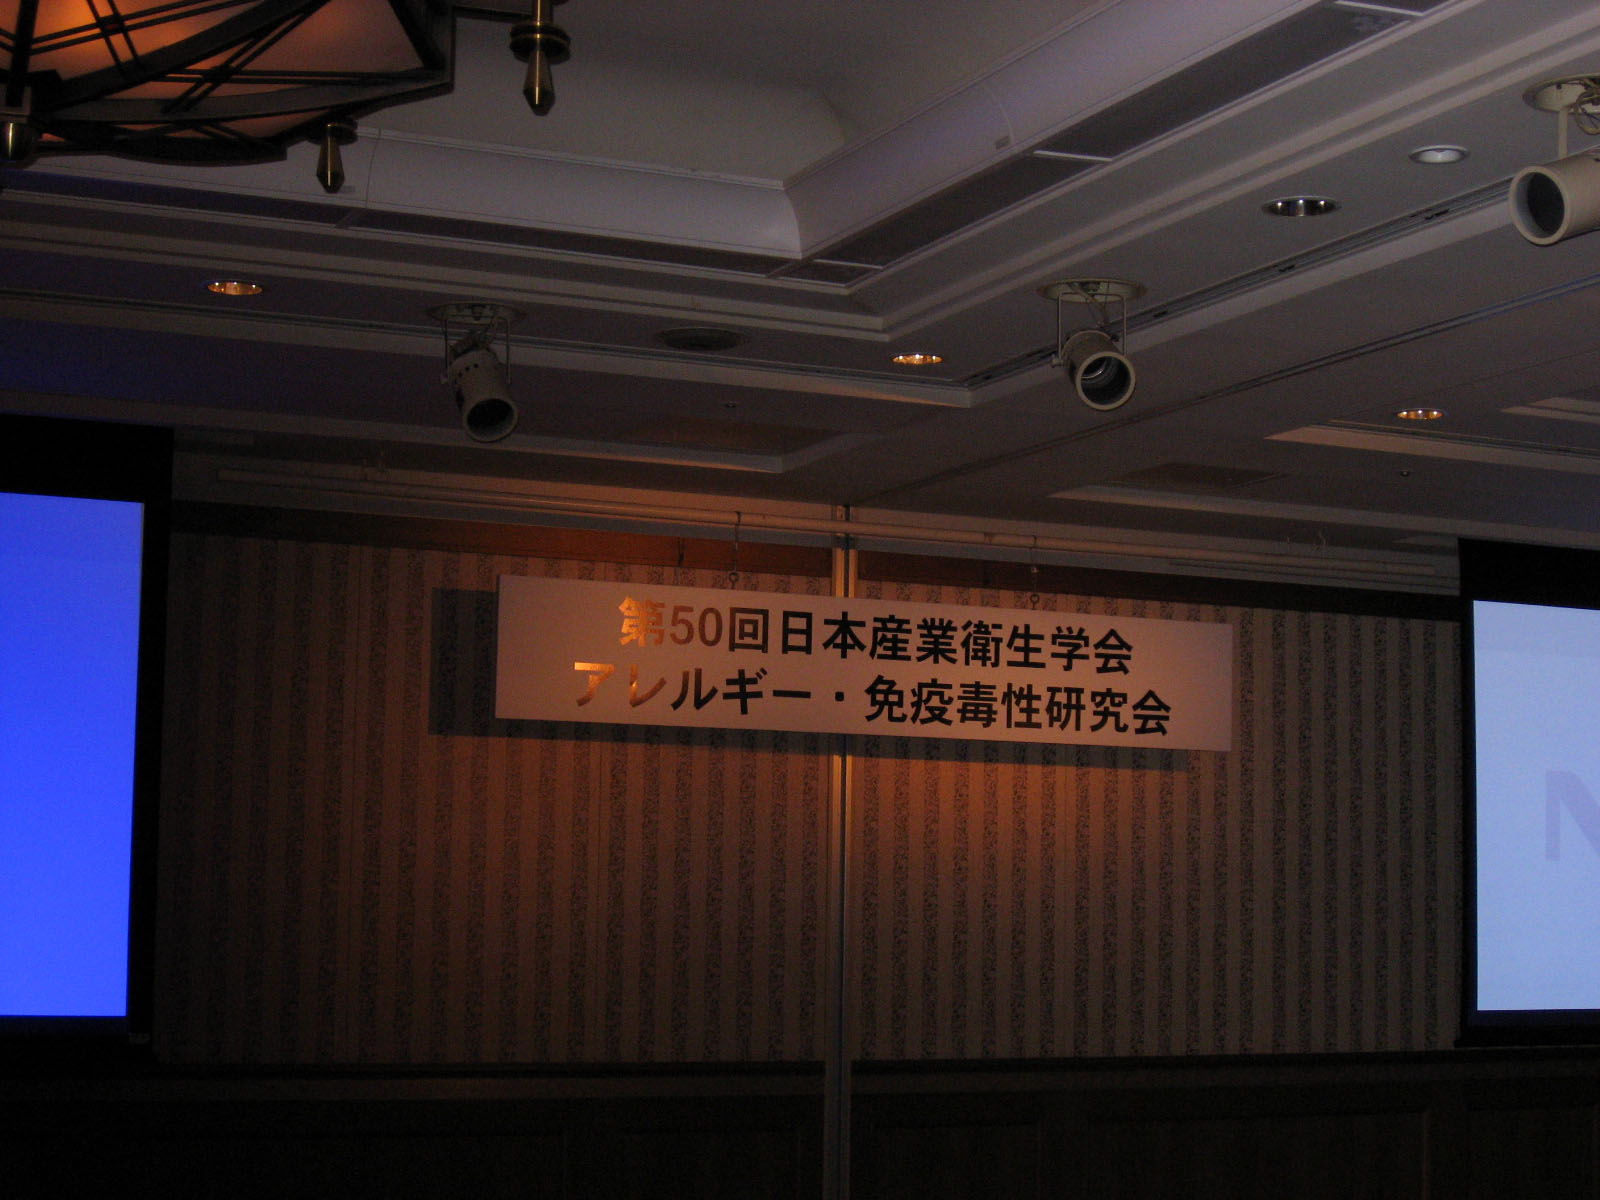 第50回日本産業衛生学会
アレルギー・免疫毒性研究会
N